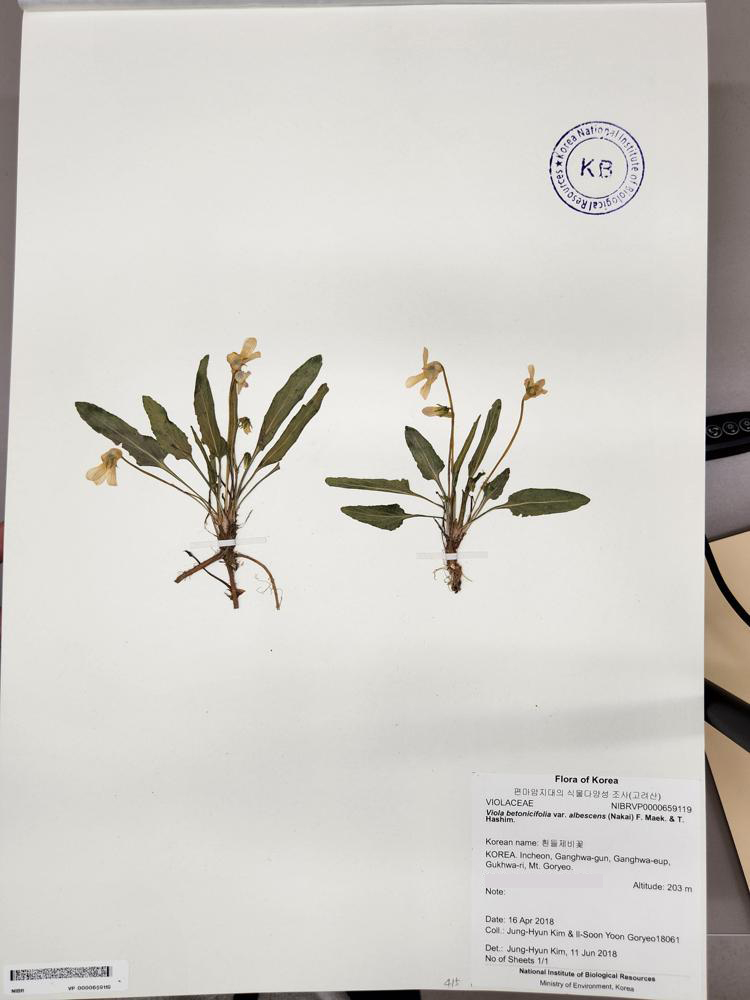 Korea National Institute of Biological Resources ★
KB
Flora of Korea
편마암지대의 식물다양성 조사(고려산)
VIOLACEAE NIBRVP0000659119
Viola betonicifolia var. albescens (Nakai) F. Maek. & T.
Hashim.
Korean name: 흰들제비꽃
KOREA. Incheon, Ganghwa-gun, Ganghwa-eup,
Gukhwa-ri, Mt. Goryeo.
Altitude: 203 m
Note:
Date: 16 Apr 2018
Coll.: Jung-Hyun Kim & Il-Soon Yoon Goryeo18061
Det.: Jung-Hyun Kim, 11 Jun 2018
No of Sheets 1/1
National Institute of Biological Resources
Ministry of Environment, Korea
NIBR VP 0000659119